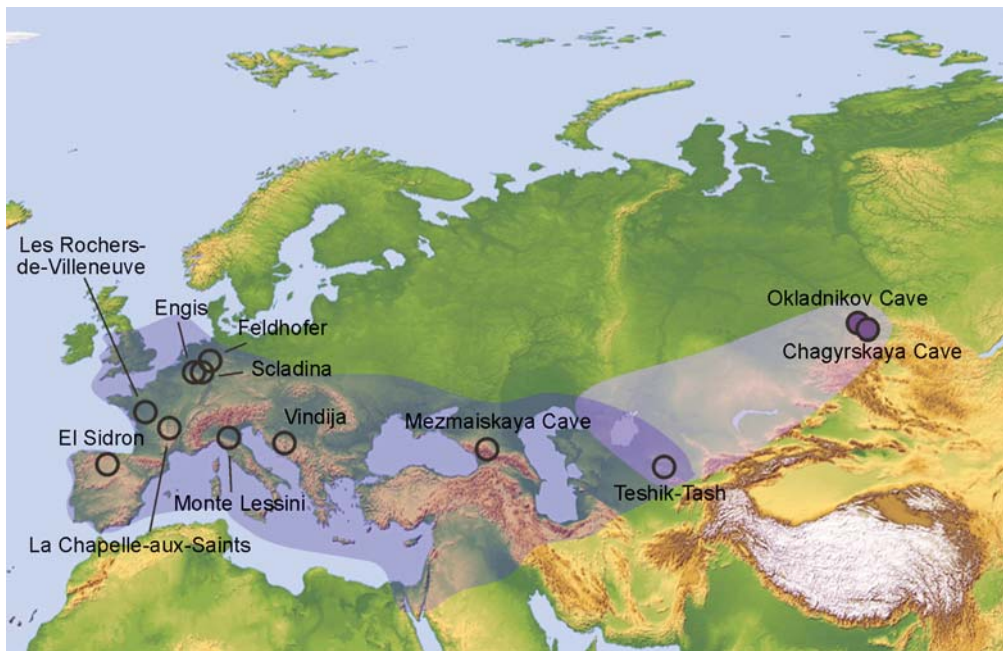 Les Rochers-
de-Villeneuve
Engis
Feldhofer
Scladina
Okladnikov Cave
Chagyrskaya Cave
El Sidron
Vindija
Mezmaiskaya Cave
Monte Lessini
Teshik-Tash
La Chapelle-aux-Saints